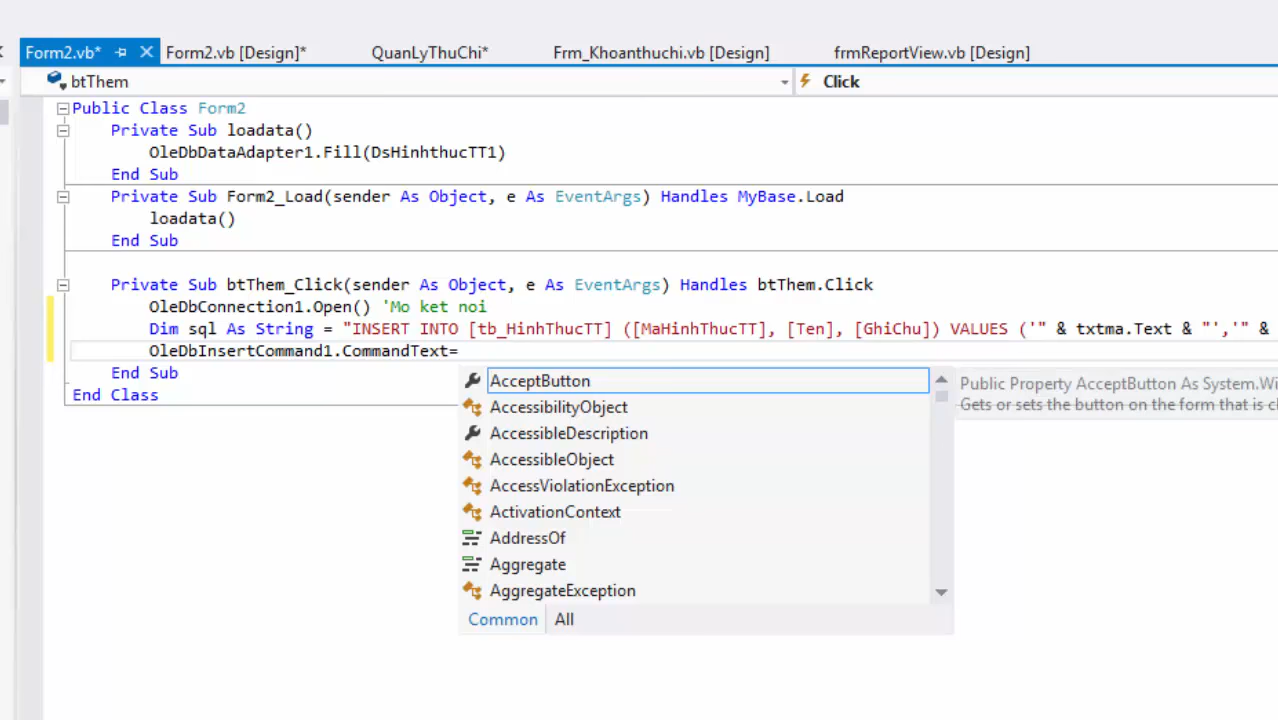 Form2.vb* Form2.vb [Design]* QuanLyThuChi* Frm_Khoanthuchi.vb [Design] frmReportView.vb [Design]
btThem Click
Public Class Form2
Private Sub loadata()
OleDbDataAdapter1.Fill(DsHinhthucTT1)
End Sub
Private Sub Form2_Load(sender As Object, e As EventArgs) Handles MyBase.Load
loadata()
End Sub
Private Sub btThem_Click(sender As Object, e As EventArgs) Handles btThem.Click
OleDbConnection1.Open() 'Mo ket noi
Dim sql As String = "INSERT INTO [tb_HinhThucTT] ([MaHinhThucTT], [Ten], [GhiChu]) VALUES ('" & txtma.Text & "','" &
OleDbInsertCommand1.CommandText=
End Sub
End Class
AcceptButton
AccessibilityObject
AccessibleDescription
AccessibleObject
AccessViolationException
ActivationContext
AddressOf
Aggregate
AggregateException
Common All
Public Property AcceptButton As System.Wi
Gets or sets the button on the form that is